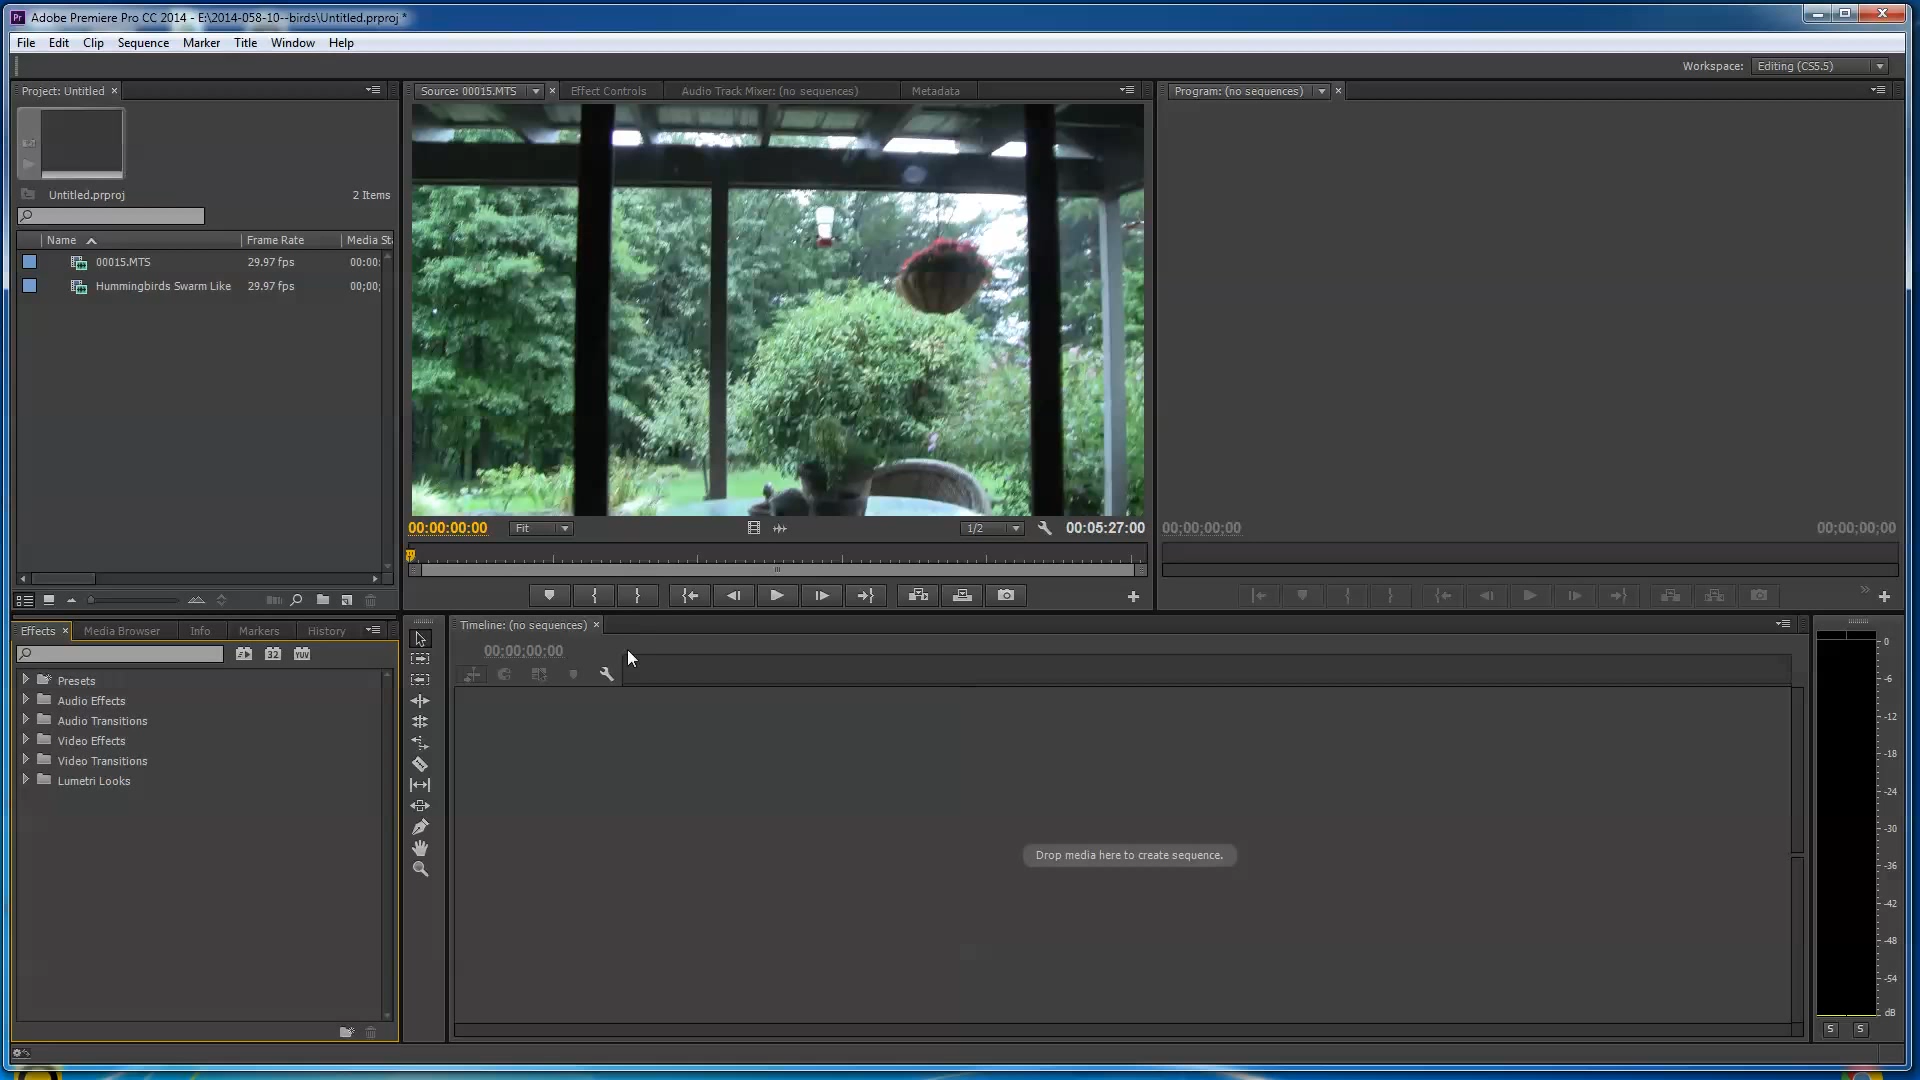 Pr Adobe Premiere Pro CC 2014 - E:\2014-058-10--birds\Untitled.prproj *
File Edit Clip Sequence Marker Title Window Help
Workspace: Editing (CS5.5)
Project: Untitled
Source: 00015.MTS Effect Controls Audio Track Mixer: (no sequences) Metadata
Program: (no sequences)
Untitled.prproj 2 Items
Name Frame Rate Media St
00015.MTS 29.97 fps 00:00:
Hummingbirds Swarm Like 29.97 fps 00;00;
00:00:00:00 Fit 1/2 00:05:27:00
00;00;00;00 00;00;00;00
Effects Media Browser Info Markers History
32 YUV
Presets
Audio Effects
Audio Transitions
Video Effects
Video Transitions
Lumetri Looks
Timeline: (no sequences)
00;00;00;00
Drop media here to create sequence.
0
-6
-12
-18
-24
-30
-36
-42
-48
-54
dB
S S